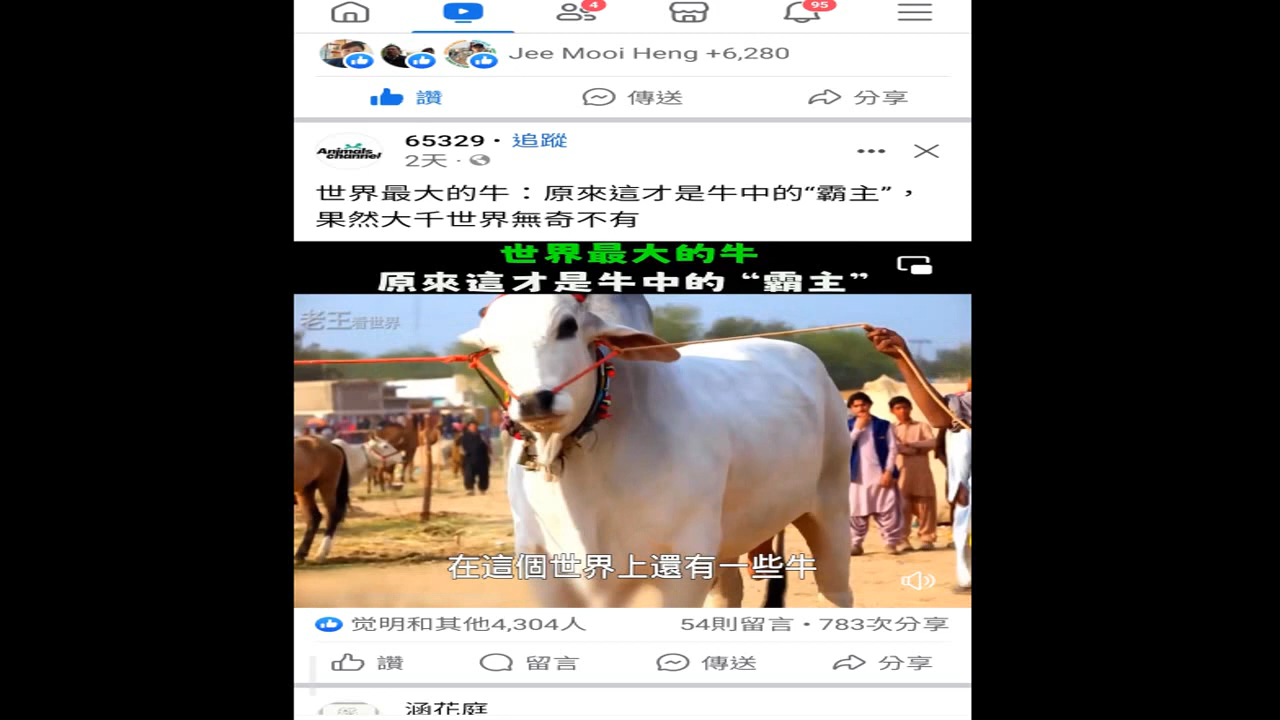 4
95
Jee Mooi Heng +6,280
讚 傳送 分享
Animals channel
65329 · 追蹤
2天 ·
世界最大的牛：原來這才是牛中的“霸主”，
果然大千世界無奇不有
世界最大的牛
原來這才是牛中的“霸主”
老王看世界
在這個世界上還有一些牛
觉明和其他4,304人 54則留言 · 783次分享
讚 留言 傳送 分享
涵花庭